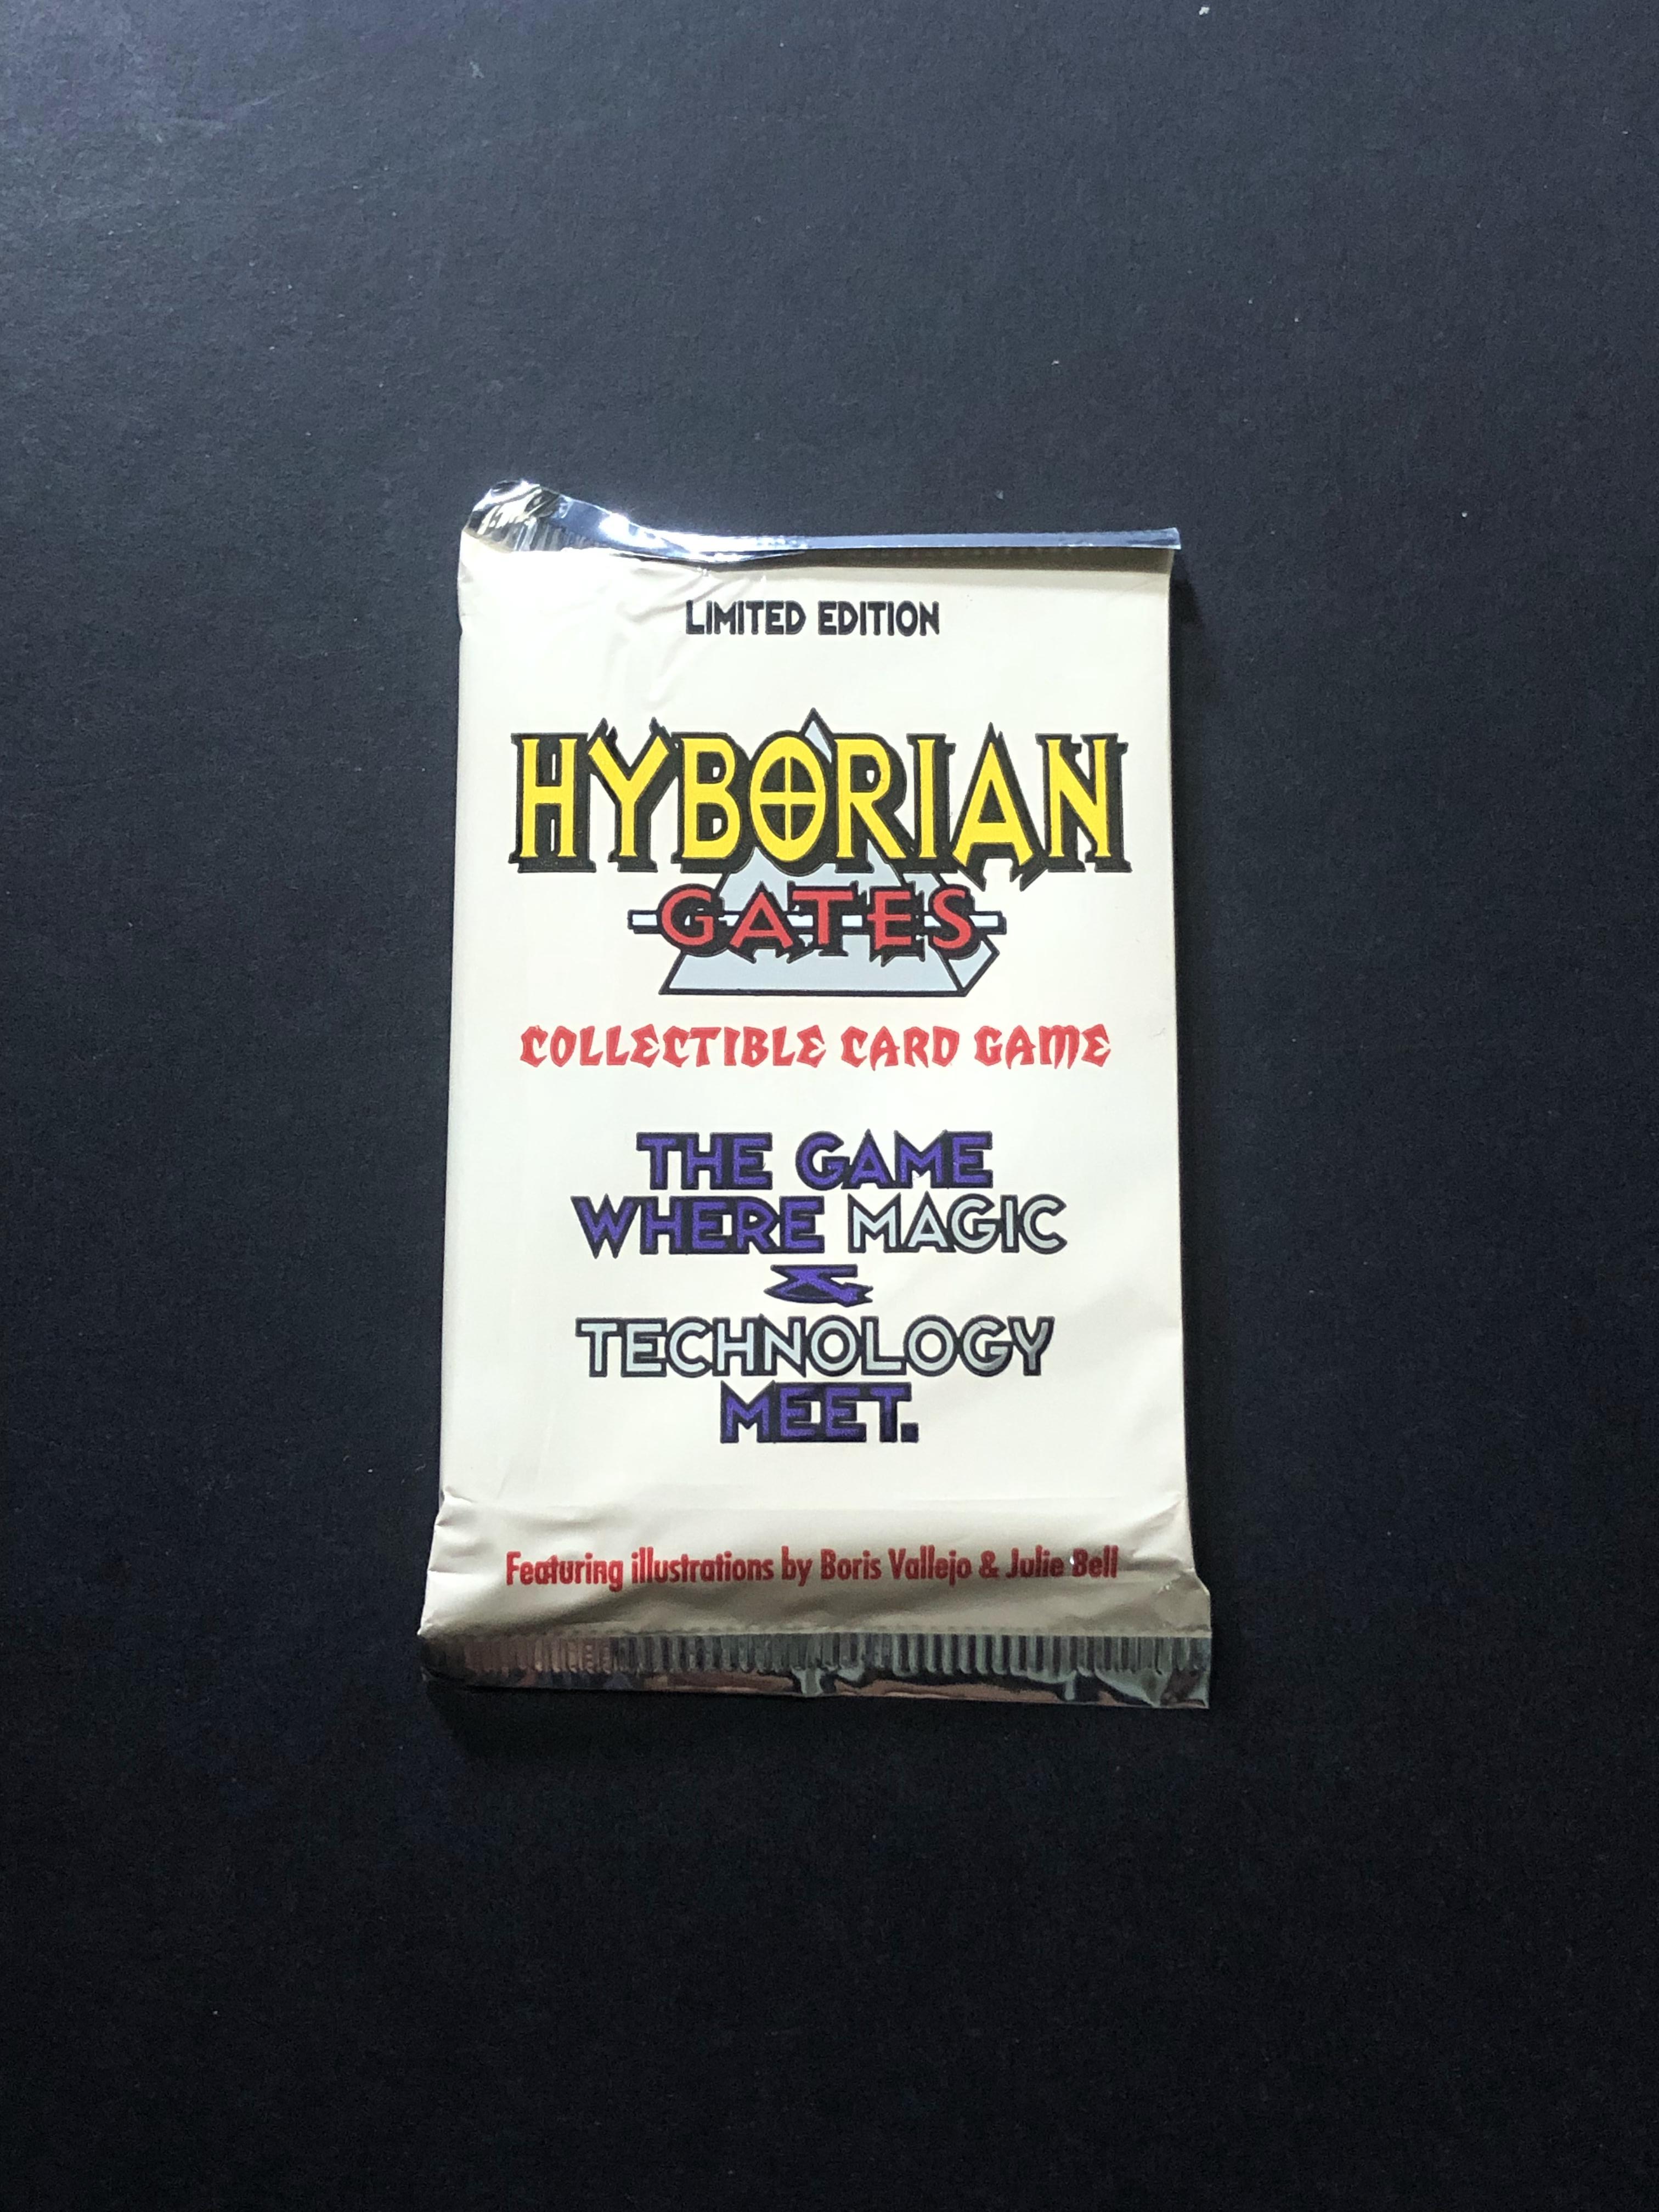 LIMITED EDITION
HYBORIAN
GATES
COLLECTIBLE CARD GAME
THE GAME
WHERE MAGIC
&
TECHNOLOGY
MEET.
Featuring illustrations by Boris Vallejo & Julie Bell